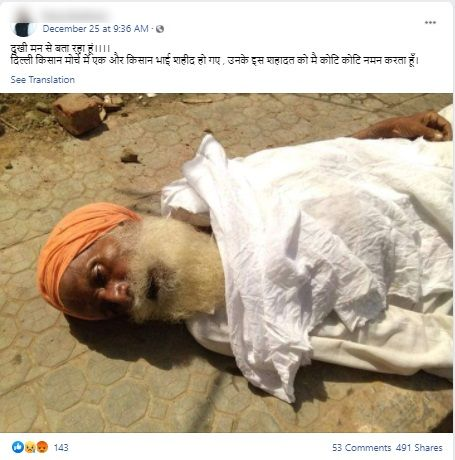 December 25 at 9:36 AM ·
दुखी मन से बता रहा हूं।।।।
दिल्ली किसान मोर्चे में एक और किसान भाई शहीद हो गए , उनके इस शहादत को मै कोटि कोटि नमन करता हूँ।
See Translation
143
53 Comments 491 Shares